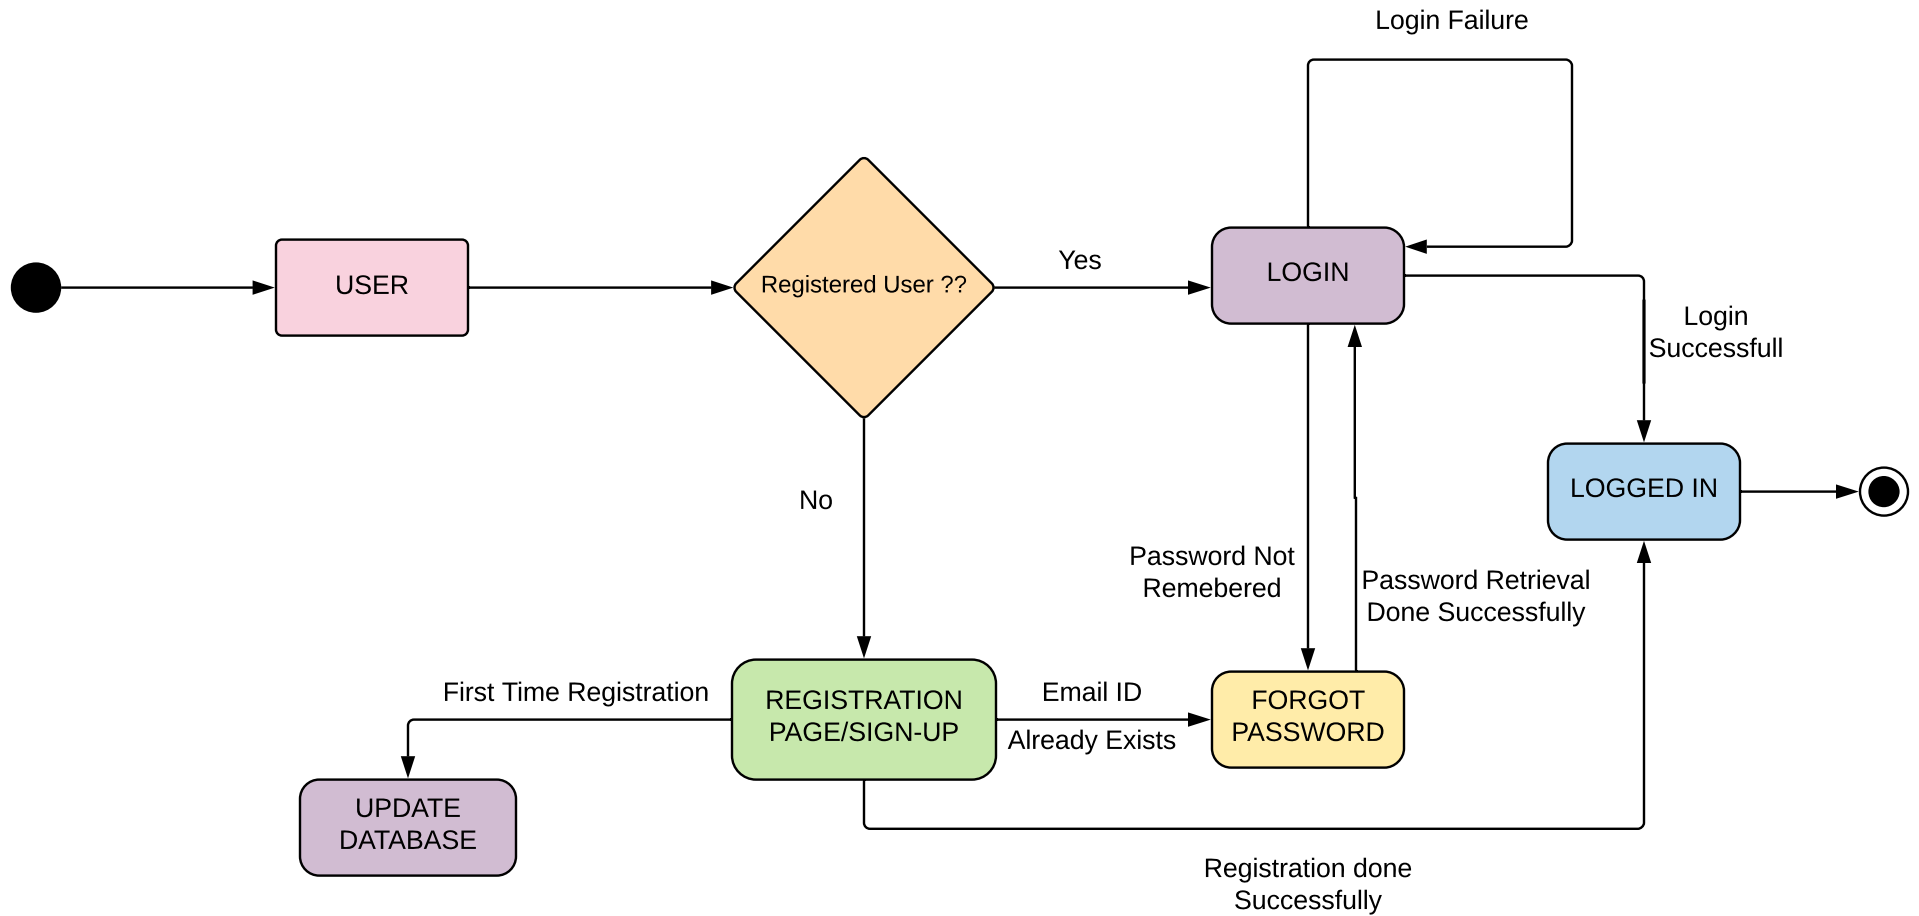 Login Failure
USER
Registered User ??
Yes
LOGIN
Login
Successfull
No
LOGGED IN
Password Not
Remebered
Password Retrieval
Done Successfully
First Time Registration
REGISTRATION
PAGE/SIGN-UP
Email ID
Already Exists
FORGOT
PASSWORD
UPDATE
DATABASE
Registration done
Successfully